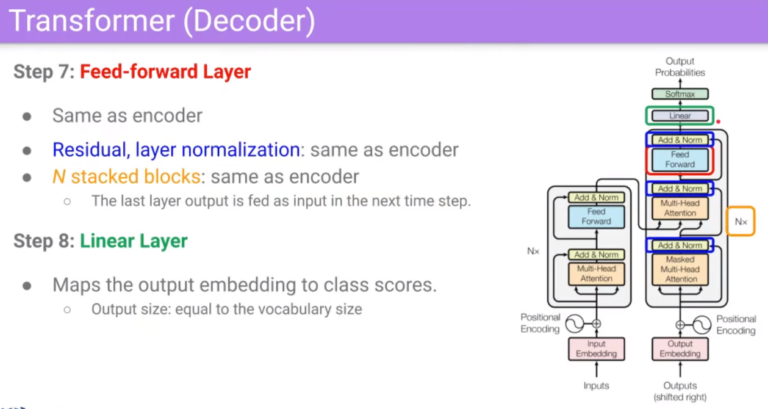 Transformer (Decoder)
Step 7: Feed-forward Layer
● Same as encoder
● Residual, layer normalization: same as encoder
● N stacked blocks: same as encoder
○ The last layer output is fed as input in the next time step.
Step 8: Linear Layer
● Maps the output embedding to class scores.
○ Output size: equal to the vocabulary size
Output
Probabilities
Softmax
Linear
Add & Norm
Feed
Forward
Add & Norm
Multi-Head
Attention
Nx
Add & Norm
Masked
Multi-Head
Attention
Add & Norm
Feed
Forward
Nx
Add & Norm
Multi-Head
Attention
Positional
Encoding
Positional
Encoding
Input
Embedding
Output
Embedding
Inputs
Outputs
(shifted right)